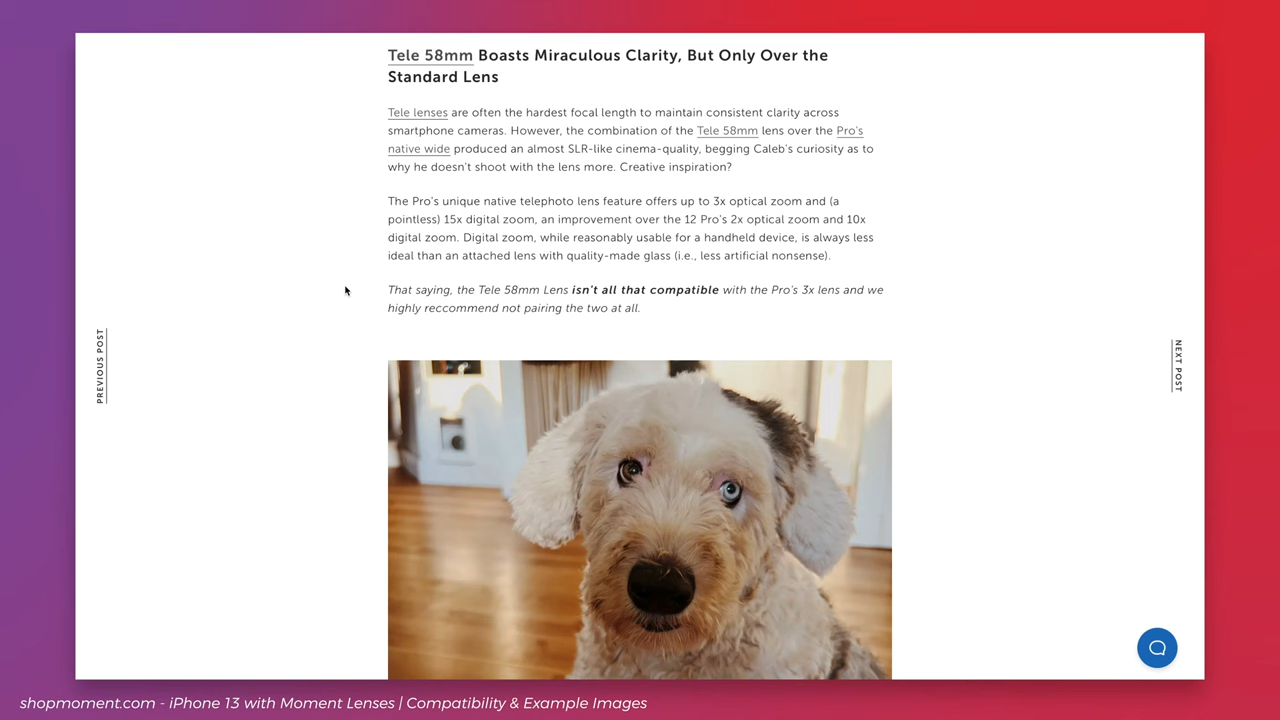 Tele 58mm Boasts Miraculous Clarity, But Only Over the
Standard Lens
Tele lenses are often the hardest focal length to maintain consistent clarity across
smartphone cameras. However, the combination of the Tele 58mm lens over the Pro's
native wide produced an almost SLR-like cinema-quality, begging Caleb's curiosity as to
why he doesn't shoot with the lens more. Creative inspiration?
The Pro's unique native telephoto lens feature offers up to 3x optical zoom and (a
pointless) 15x digital zoom, an improvement over the 12 Pro's 2x optical zoom and 10x
digital zoom. Digital zoom, while reasonably usable for a handheld device, is always less
ideal than an attached lens with quality-made glass (i.e., less artificial nonsense).
That saying, the Tele 58mm Lens isn't all that compatible with the Pro's 3x lens and we
highly reccommend not pairing the two at all.
PREVIOUS POST
NEXT POST
shopmoment.com - iPhone 13 with Moment Lenses | Compatibility & Example Images